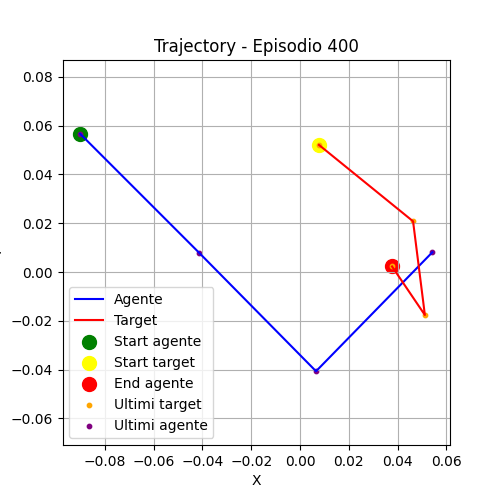 Trajectory - Episodio 400
0.08
0.06
0.04
0.02
0.00
−0.02
−0.04
−0.06
Agente
Target
Start agente
Start target
End agente
Ultimi target
Ultimi agente
−0.08 −0.06 −0.04 −0.02 0.00 0.02 0.04 0.06
X